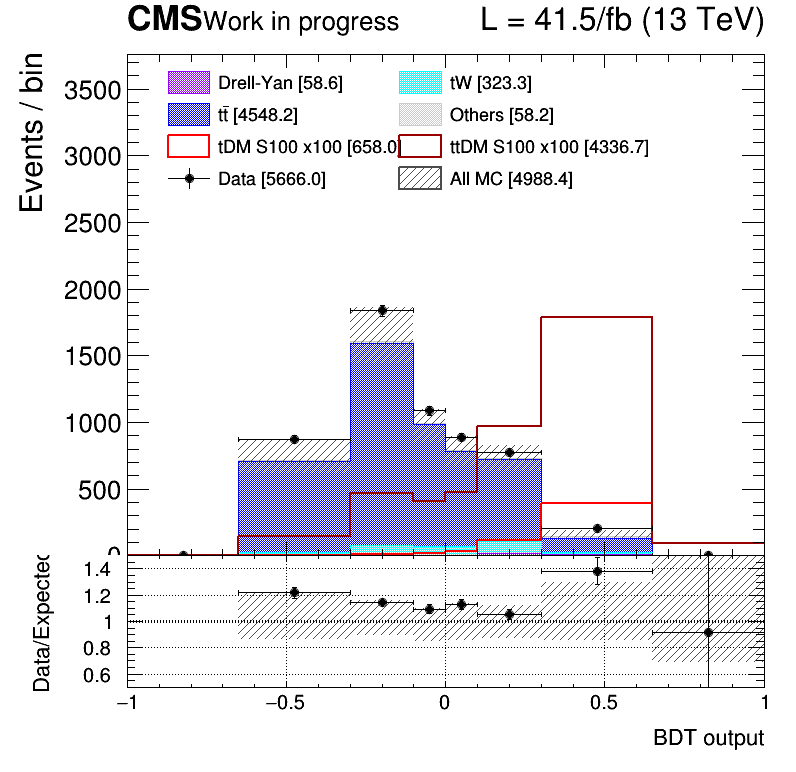 CMS Work in progress L = 41.5/fb (13 TeV)
Events / bin
Drell-Yan [58.6] tW [323.3]
tt̄ [4548.2] Others [58.2]
tDM S100 x100 [658.0] ttDM S100 x100 [4336.7]
Data [5666.0] All MC [4988.4]
3500
3000
2500
2000
1500
1000
500
0
Data/Expected
1.4
1.2
1
0.8
0.6
−1 −0.5 0 0.5 1
BDT output